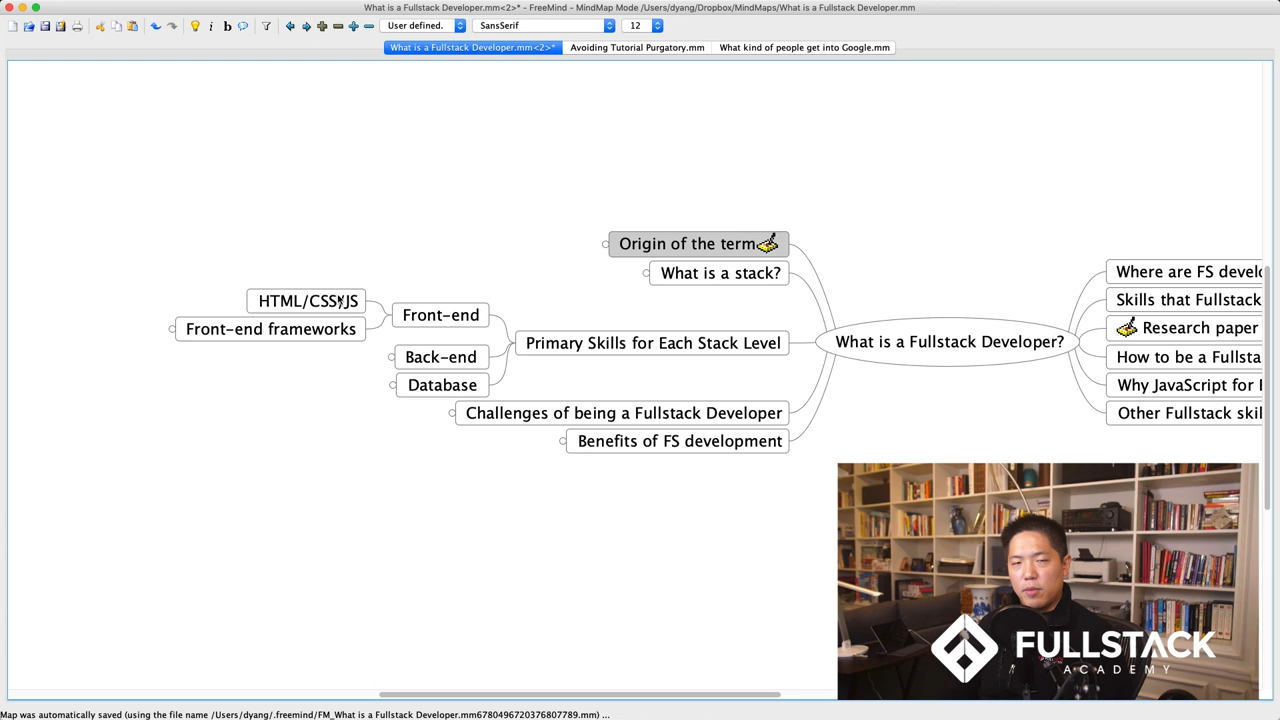 What is a Fullstack Developer.mm<2>* - FreeMind - MindMap Mode /Users/dyang/Dropbox/MindMaps/What is a Fullstack Developer.mm
User defined.
SansSerif
12
What is a Fullstack Developer.mm<2>*
Avoiding Tutorial Purgatory.mm
What kind of people get into Google.mm
Origin of the term
What is a stack?
HTML/CSS/JS
Front-end frameworks
Front-end
Back-end
Database
Primary Skills for Each Stack Level
Challenges of being a Fullstack Developer
Benefits of FS development
What is a Fullstack Developer?
Where are FS develo
Skills that Fullstack
Research paper
How to be a Fullsta
Why JavaScript for
Other Fullstack skil
FULLSTACK
ACADEMY
Map was automatically saved (using the file name /Users/dyang/.freemind/FM_What is a Fullstack Developer.mm6780496720376807789.mm) ...